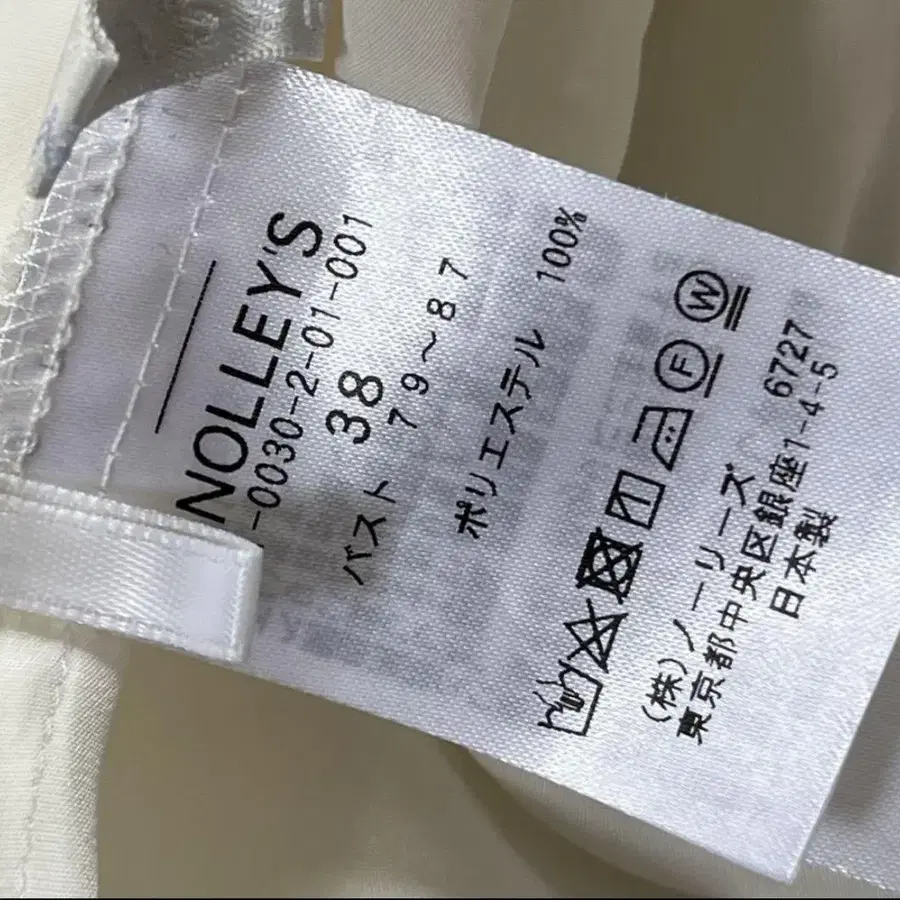 NOLLEY'S
-0030-2-01-001
38
バスト 79～87
ポリエステル 100%
F W
6727
(株)ノーリーズ
東京都中央区銀座1-4-5
日本製